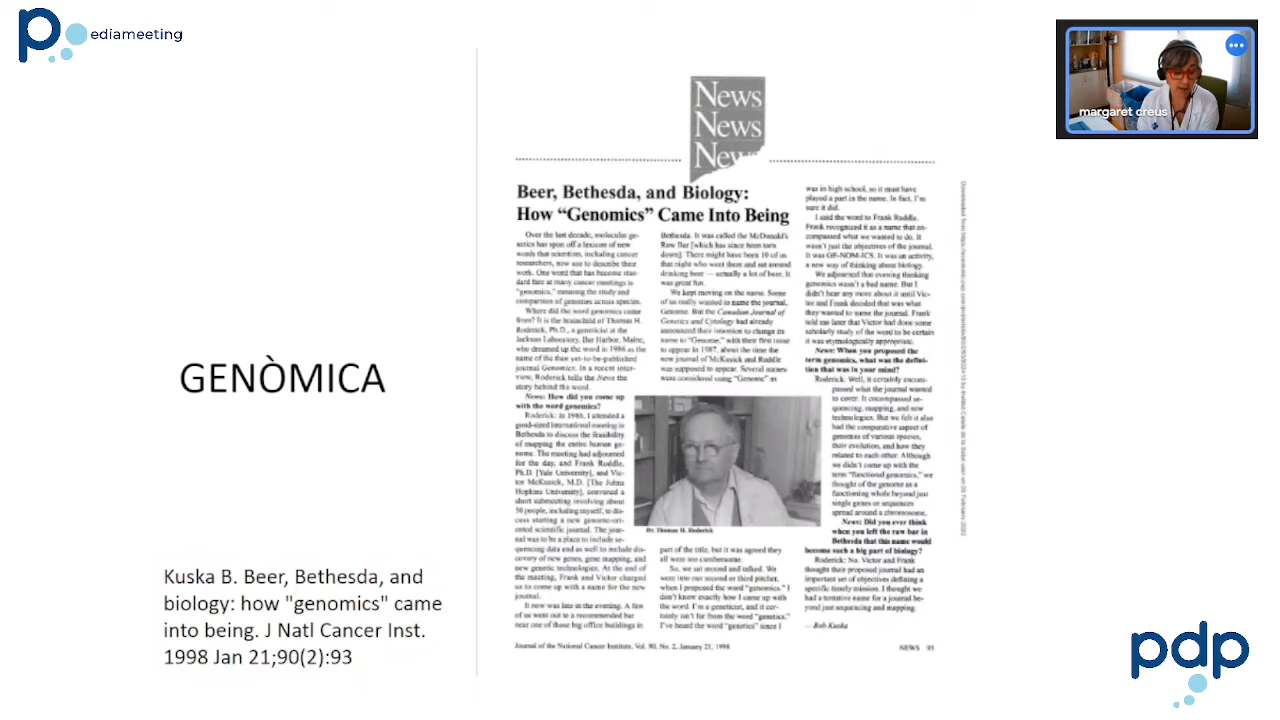 ediameeting
margaret creus
GENÒMICA
Kuska B. Beer, Bethesda, and
biology: how "genomics" came
into being. J Natl Cancer Inst.
1998 Jan 21;90(2):93
News
News
News
Beer, Bethesda, and Biology:
How “Genomics” Came Into Being
Over the last decade, molecular ge-
netics has spun off a lexicon of new
words that scientists, including cancer
researchers, now use to describe their
work. One word that has become stan-
dard fare at many cancer meetings is
“genomics,” meaning the study and
comparison of genomes across species.
Where did the word genomics come
from? It is the brainchild of Thomas H.
Roderick, Ph.D., a geneticist at the
Jackson Laboratory, Bar Harbor, Maine,
who dreamed up the word in 1986 as the
name of the then yet-to-be-published
journal Genomics. In a recent inter-
view, Roderick tells the News the
story behind the word.
News: How did you come up
with the word genomics?
Roderick: In 1986, I attended a
good-sized international meeting in
Bethesda to discuss the feasibility
of mapping the entire human ge-
nome. The meeting had adjourned
for the day, and Frank Ruddle,
Ph.D. [Yale University], and Vic-
tor McKusick, M.D. [The Johns
Hopkins University], convened a
short submeeting involving about
50 people, including myself, to dis-
cuss starting a new genome-ori-
ented scientific journal. The jour-
nal was to be a place to include se-
quencing data and as well to include dis-
covery of new genes, gene mapping, and
new genetic technologies. At the end of
the meeting, Frank and Victor charged
us to come up with a name for the new
journal.
It now was late in the evening. A few
of us went out to a recommended bar
near one of those big office buildings in
Bethesda. It was called the McDonald's
Raw Bar [which has since been torn
down]. There might have been 10 of us
that night who went there and sat around
drinking beer — actually a lot of beer. It
was great fun.
We kept moving on the name. Some
of us really wanted to name the journal,
Genome. But the Canadian Journal of
Genetics and Cytology had already
announced their intention to change its
name to “Genome,” with their first issue
to appear in 1987, about the time the
new journal of McKusick and Ruddle
was supposed to appear. Several names
were considered using “Genome” as
Dr. Thomas H. Roderick
part of the title, but it was agreed they
all were too cumbersome.
So, we sat second and talked. We
were into our second or third pitcher,
when I proposed the word “genomics.” I
don't know exactly how I came up with
the word. I'm a geneticist, and it cer-
tainly isn't far from the word “genetics.”
I've heard the word “genetics” since I
was in high school, so it must have
played a part in the name. In fact, I'm
sure it did.
I said the word to Frank Ruddle.
Frank recognized it as a name that en-
compassed what we wanted to do. It
wasn't just the objectives of the journal.
It was GE-NOM-ICS. It was an activity,
a new way of thinking about biology.
We adjourned that evening thinking
genomics wasn't a bad name. But I
didn't hear any more about it until Vic-
tor and Frank decided that was what
they wanted to name the journal. Frank
told me later that Victor had done some
scholarly study of the word to be certain
it was etymologically appropriate.
News: When you proposed the
term genomics, what was the defini-
tion that was in your mind?
Roderick: Well, it certainly encom-
passed what the journal wanted
to cover. It encompassed se-
quencing, mapping, and new
technologies. But we felt it also
had the comparative aspect of
genomes of various species,
their evolution, and how they
related to each other. Although
we didn't come up with the
term “functional genomics,” we
thought of the genome as a
functioning whole beyond just
single genes or sequences
spread around a chromosome.
News: Did you ever think
when you left the raw bar in
Bethesda that this name would
become such a big part of biology?
Roderick: No. Victor and Frank
thought their proposed journal had an
important set of objectives defining a
specific timely mission. I thought we
had a tentative name for a journal be-
yond just sequencing and mapping.
— Bob Kuska
Journal of the National Cancer Institute, Vol. 90, No. 2, January 21, 1998
NEWS 93
pdp